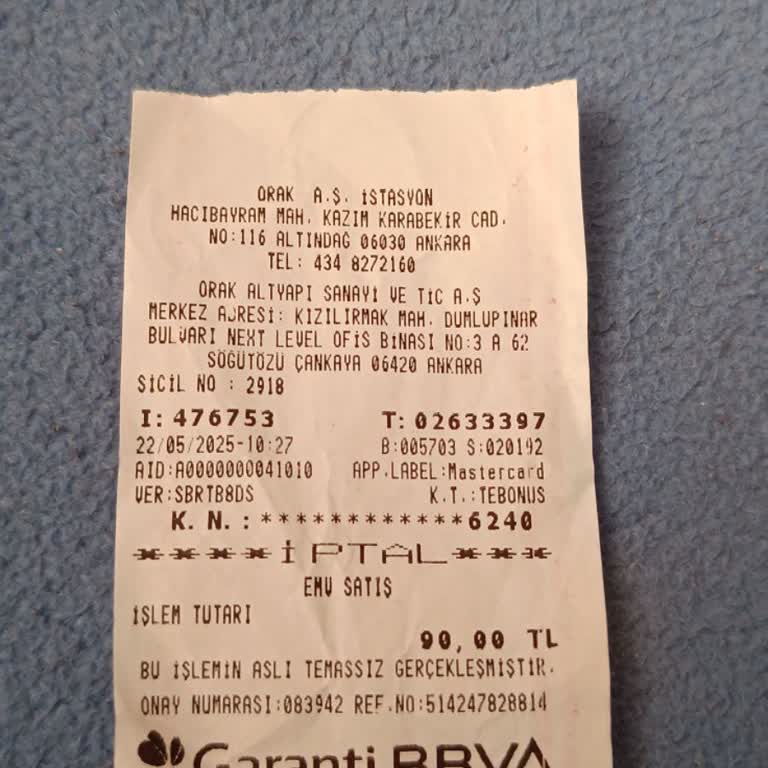 ORAK A.Ş. İSTASYON
HACIBAYRAM MAH. KAZIM KARABEKİR CAD.
NO:116 ALTINDAĞ 06030 ANKARA
TEL: 434 8272160
ORAK ALTYAPI SANAYİ VE TİC A.Ş
MERKEZ ADRESİ: KIZILIRMAK MAH. DUMLUPINAR
BULVARI NEXT LEVEL OFİS BİNASI NO:3 A 62
SÖĞÜTÖZÜ ÇANKAYA 06420 ANKARA
SİCİL NO : 2918
I: 476753 T: 02633397
22/05/2025-10:27 B:005703 S:020192
AID:A0000000041010 APP.LABEL:Mastercard
VER:SBRTB8DS K.T.:TEBONUS
K. N. : ************6240
****İPTAL***
EMV SATIŞ
İŞLEM TUTARI
90,00 TL
BU İŞLEMİN ASLI TEMASSIZ GERÇEKLEŞMİŞTİR.
ONAY NUMARASI:083942 REF.NO:514247828814
Garanti BBVA